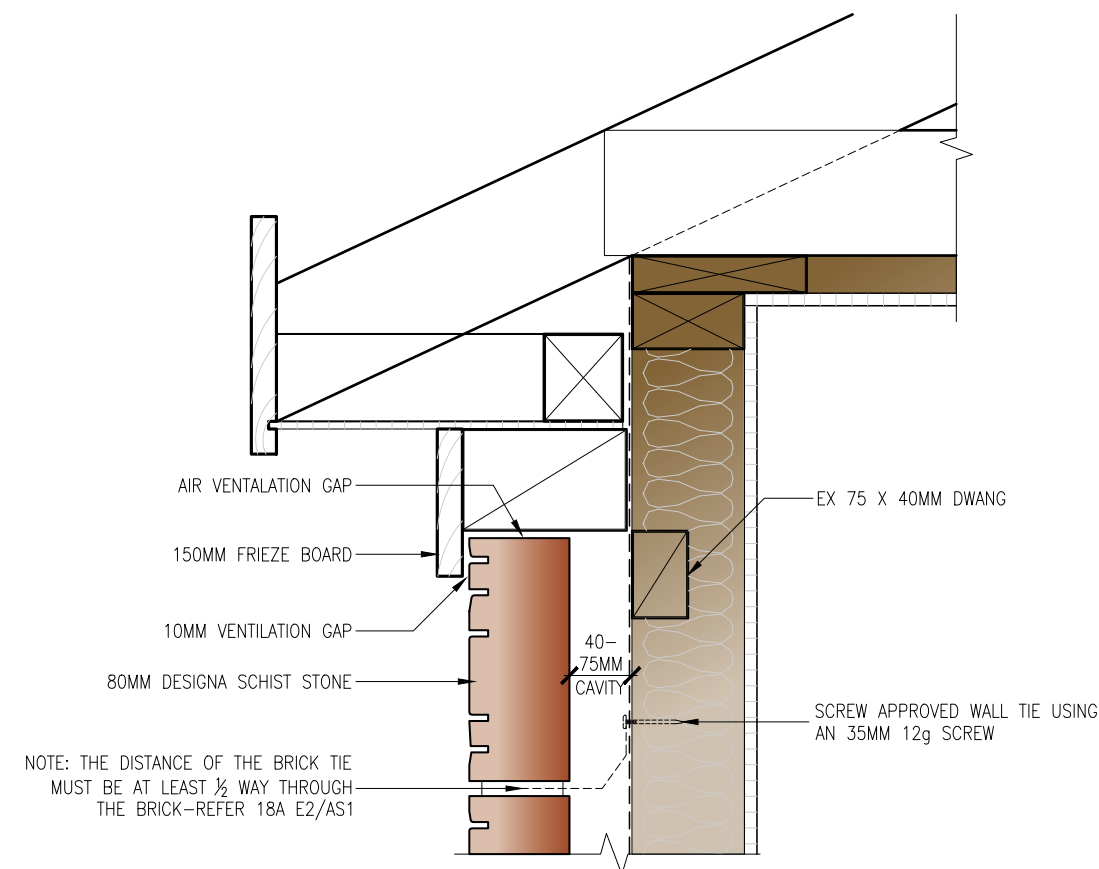 AIR VENTALATION GAP
EX 75 X 40MM DWANG
150MM FRIEZE BOARD
10MM VENTILATION GAP
40-
75MM
CAVITY
80MM DESIGNA SCHIST STONE
SCREW APPROVED WALL TIE USING
AN 35MM 12g SCREW
NOTE: THE DISTANCE OF THE BRICK TIE
MUST BE AT LEAST ½ WAY THROUGH
THE BRICK-REFER 18A E2/AS1